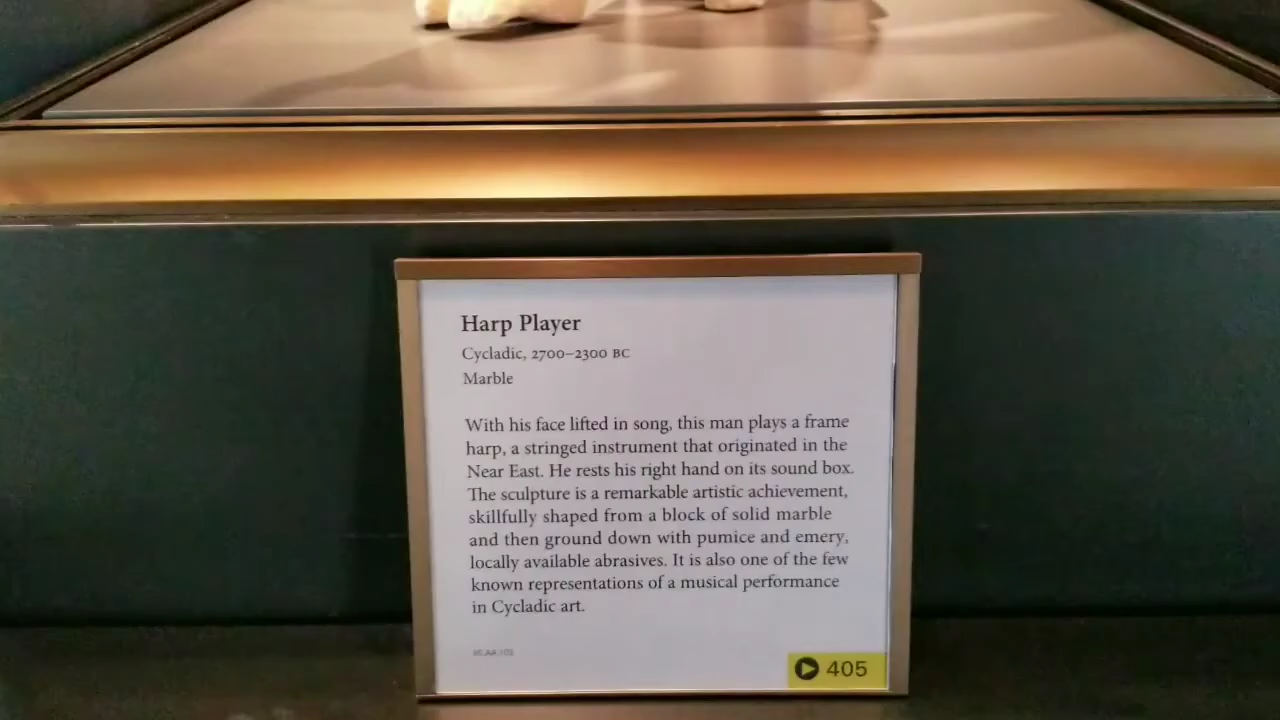 Harp Player
Cycladic, 2700–2300 BC
Marble
With his face lifted in song, this man plays a frame
harp, a stringed instrument that originated in the
Near East. He rests his right hand on its sound box.
The sculpture is a remarkable artistic achievement,
skillfully shaped from a block of solid marble
and then ground down with pumice and emery,
locally available abrasives. It is also one of the few
known representations of a musical performance
in Cycladic art.
405